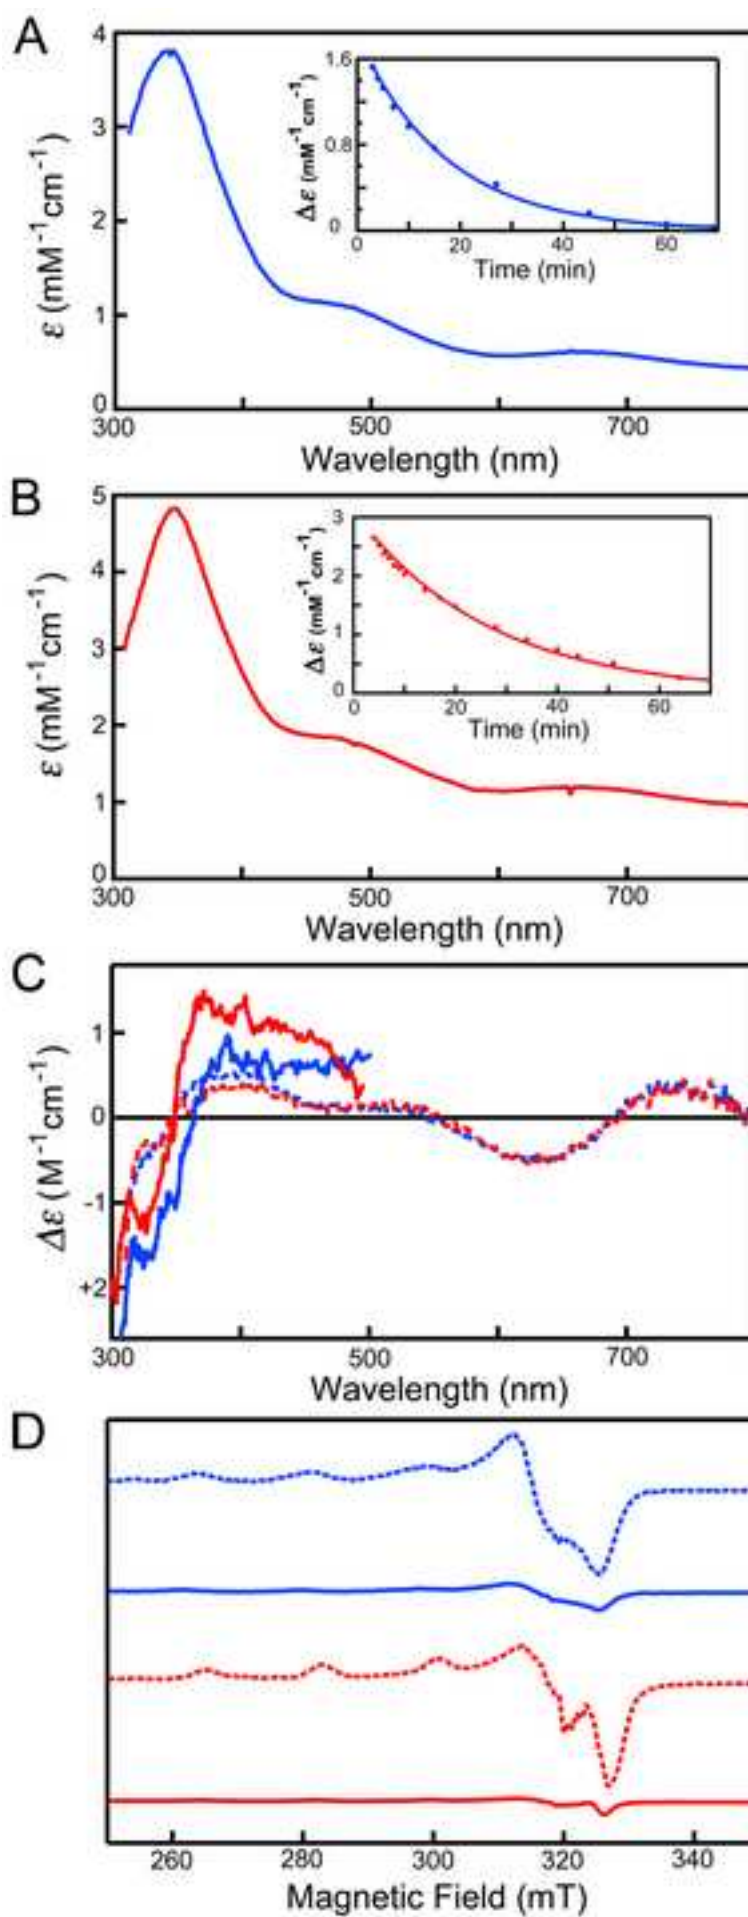 A
4
3
2
1
0
ε (mM⁻¹cm⁻¹)
300
500
700
Wavelength (nm)
1.6
0.8
0
Δε (mM⁻¹cm⁻¹)
0
20
40
60
Time (min)
B
5
4
3
2
1
0
ε (mM⁻¹cm⁻¹)
300
500
700
Wavelength (nm)
3
2
1
0
Δε (mM⁻¹cm⁻¹)
0
20
40
60
Time (min)
C
1
0
-1
+2
Δε (M⁻¹cm⁻¹)
300
500
700
Wavelength (nm)
D
260
280
300
320
340
Magnetic Field (mT)